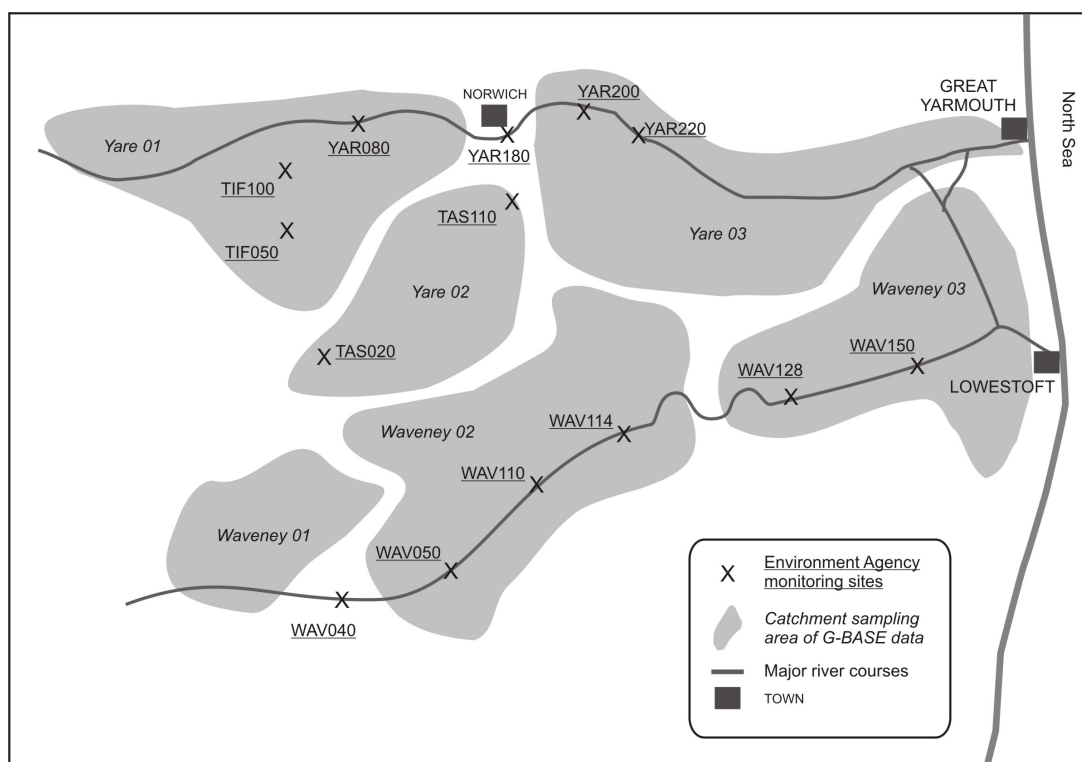 NORWICH
YAR200
GREAT
YARMOUTH
North Sea
Yare 01
YAR080
YAR180
YAR220
TIF100
TAS110
TIF050
Yare 03
Yare 02
Waveney 03
TAS020
WAV150
WAV128
LOWESTOFT
Waveney 02
WAV114
WAV110
Waveney 01
WAV050
WAV040
X Environment Agency
monitoring sites
Catchment sampling
area of G-BASE data
Major river courses
TOWN